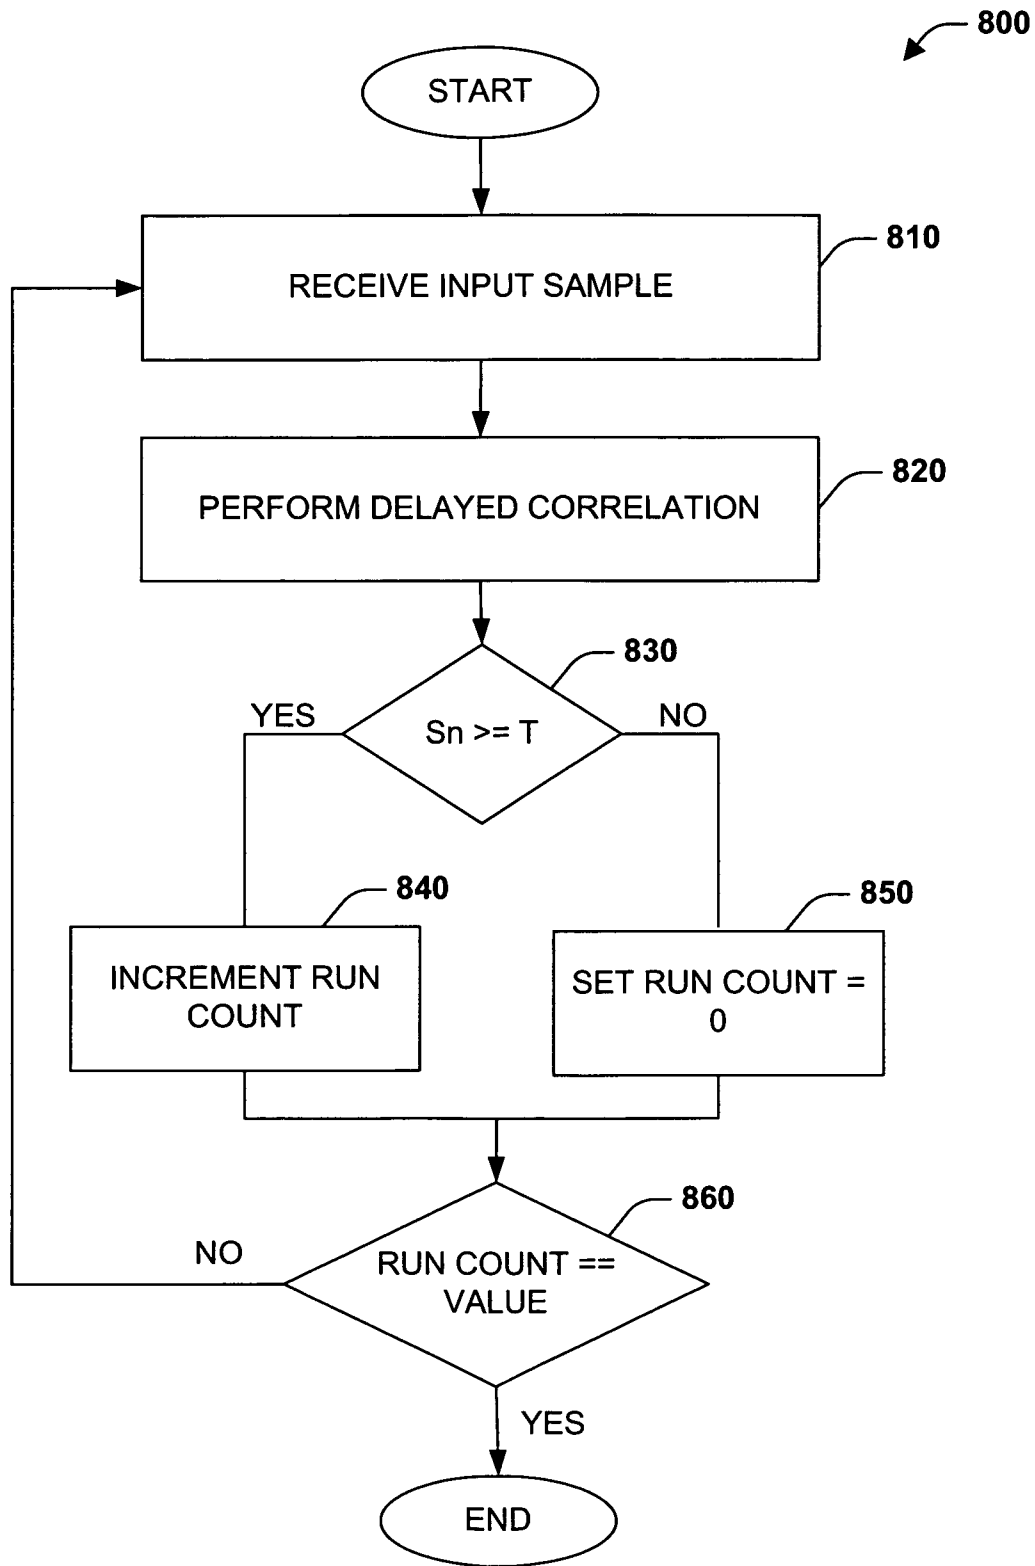 800
START
810
RECEIVE INPUT SAMPLE
820
PERFORM DELAYED CORRELATION
830
YES
NO
Sn >= T
840
850
INCREMENT RUN
COUNT
SET RUN COUNT =
0
860
NO
RUN COUNT ==
VALUE
YES
END